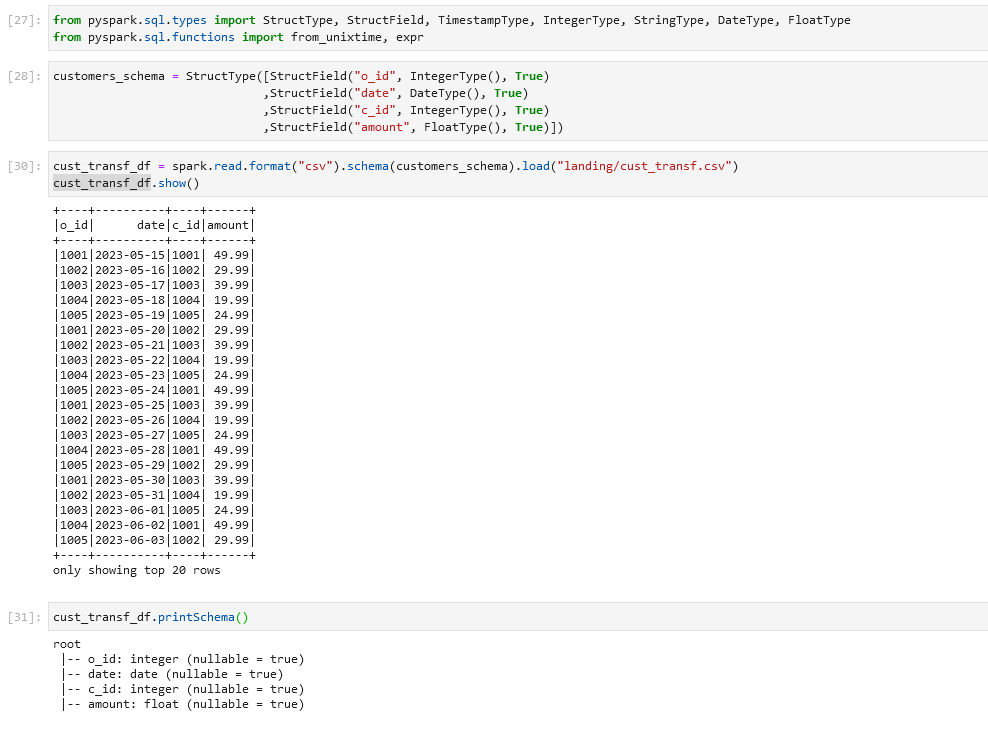 [27]: from pyspark.sql.types import StructType, StructField, TimestampType, IntegerType, StringType, DateType, FloatType
from pyspark.sql.functions import from_unixtime, expr
[28]: customers_schema = StructType([StructField("o_id", IntegerType(), True)
,StructField("date", DateType(), True)
,StructField("c_id", IntegerType(), True)
,StructField("amount", FloatType(), True)])
[30]: cust_transf_df = spark.read.format("csv").schema(customers_schema).load("landing/cust_transf.csv")
cust_transf_df.show()
+----+----------+----+------+
|o_id|      date|c_id|amount|
+----+----------+----+------+
|1001|2023-05-15|1001| 49.99|
|1002|2023-05-16|1002| 29.99|
|1003|2023-05-17|1003| 39.99|
|1004|2023-05-18|1004| 19.99|
|1005|2023-05-19|1005| 24.99|
|1001|2023-05-20|1002| 29.99|
|1002|2023-05-21|1003| 39.99|
|1003|2023-05-22|1004| 19.99|
|1004|2023-05-23|1005| 24.99|
|1005|2023-05-24|1001| 49.99|
|1001|2023-05-25|1003| 39.99|
|1002|2023-05-26|1004| 19.99|
|1003|2023-05-27|1005| 24.99|
|1004|2023-05-28|1001| 49.99|
|1005|2023-05-29|1002| 29.99|
|1001|2023-05-30|1003| 39.99|
|1002|2023-05-31|1004| 19.99|
|1003|2023-06-01|1005| 24.99|
|1004|2023-06-02|1001| 49.99|
|1005|2023-06-03|1002| 29.99|
+----+----------+----+------+
only showing top 20 rows
[31]: cust_transf_df.printSchema()
root
 |-- o_id: integer (nullable = true)
 |-- date: date (nullable = true)
 |-- c_id: integer (nullable = true)
 |-- amount: float (nullable = true)